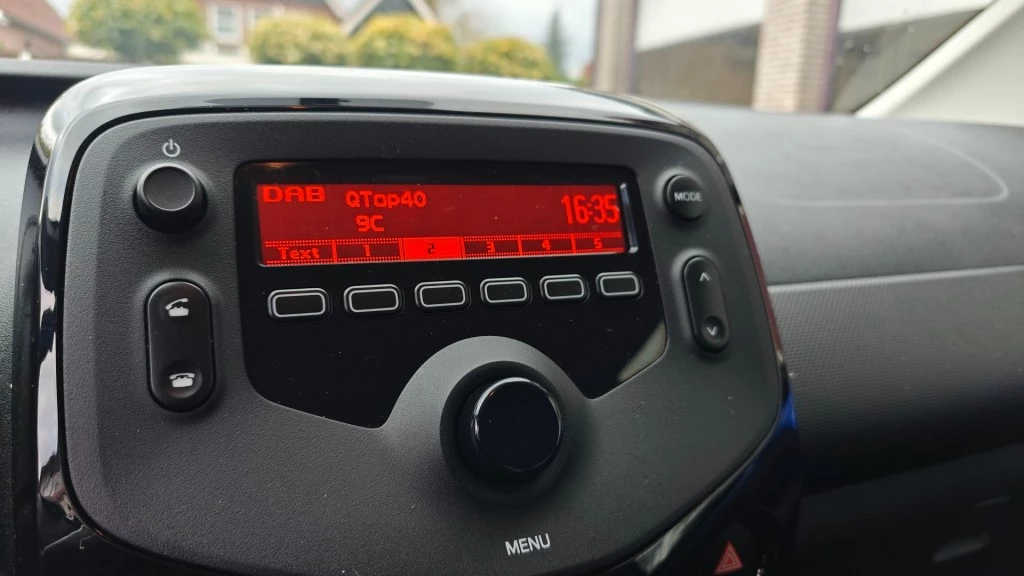 DAB QTop40 16:35
9C
Text 1 2 3 4 5
MODE
MENU